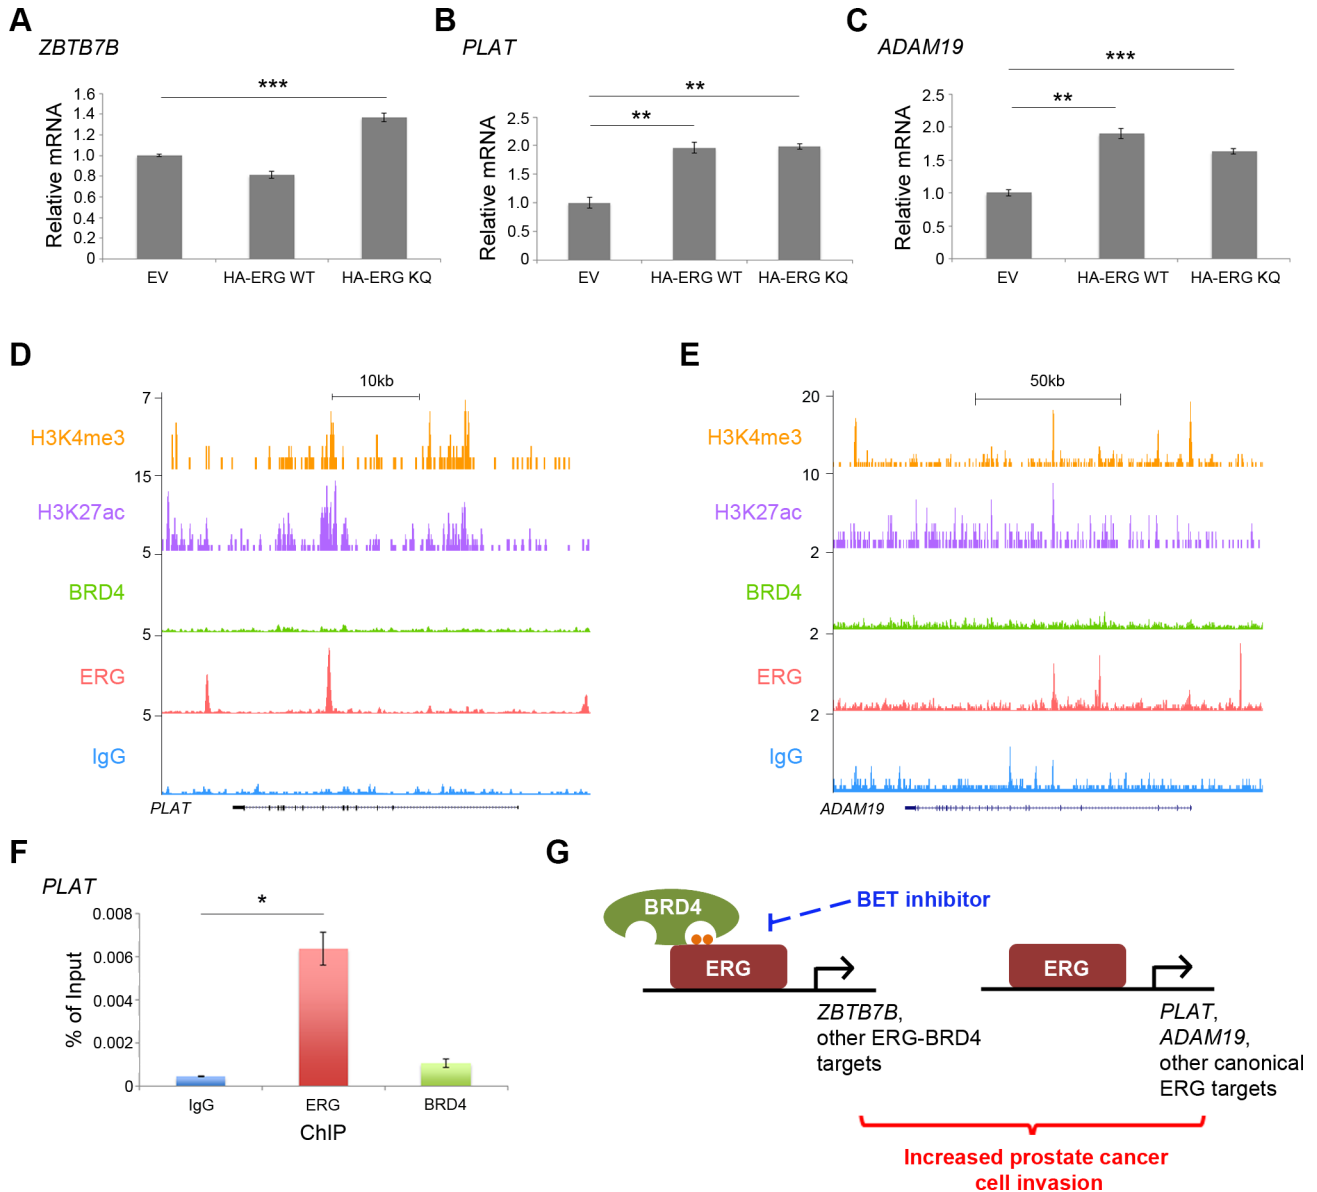 A
ZBTB7B
***
Relative mRNA
1.6
1.4
1.2
1.0
0.8
0.6
0.4
0.2
0
EV
HA-ERG WT
HA-ERG KQ
B
PLAT
**
**
Relative mRNA
2.5
2.0
1.5
1.0
0.5
0
EV
HA-ERG WT
HA-ERG KQ
C
ADAM19
***
**
Relative mRNA
2.5
2.0
1.5
1.0
0.5
0
EV
HA-ERG WT
HA-ERG KQ
D
10kb
7
H3K4me3
15
H3K27ac
5
BRD4
5
ERG
5
IgG
PLAT
E
50kb
20
H3K4me3
10
H3K27ac
2
BRD4
2
ERG
2
IgG
ADAM19
F
PLAT
*
% of Input
0.008
0.006
0.004
0.002
0
IgG
ERG
BRD4
ChIP
G
BRD4
BET inhibitor
ERG
ZBTB7B,
other ERG-BRD4
targets
ERG
PLAT,
ADAM19,
other canonical
ERG targets
Increased prostate cancer
cell invasion